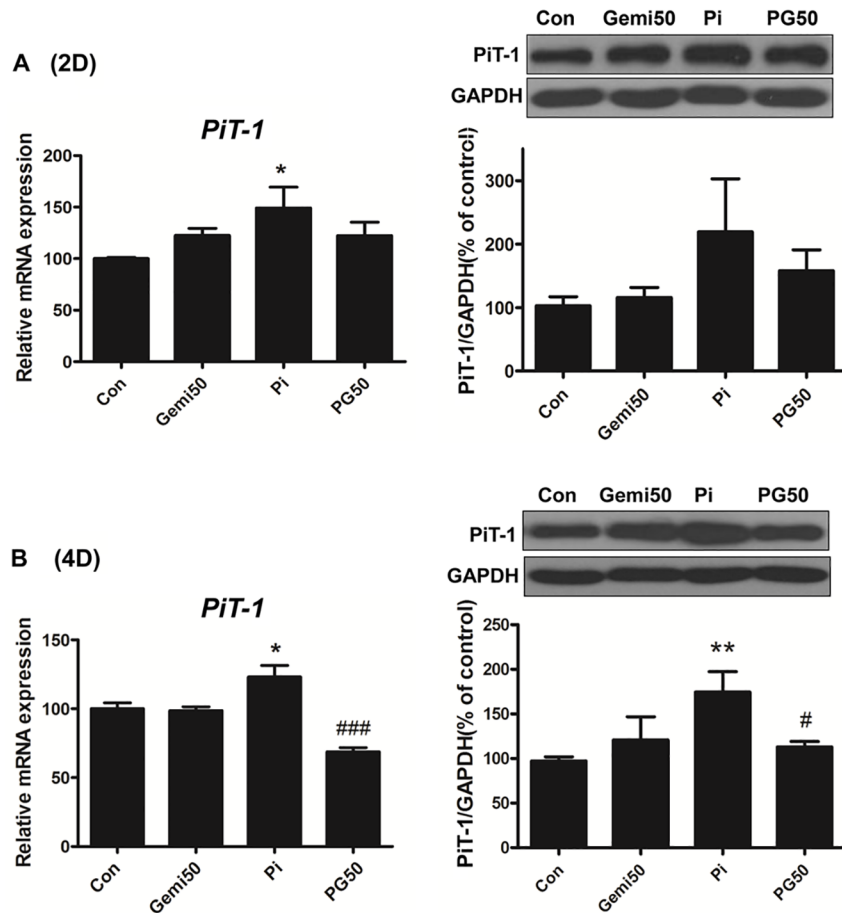 A (2D)
PiT-1
Relative mRNA expression
200
150
100
50
0
*
Con
Gemi50
Pi
PG50
Con Gemi50 Pi PG50
PiT-1
GAPDH
PiT-1/GAPDH(% of control)
300
200
100
0
Con
Gemi50
Pi
PG50
B (4D)
PiT-1
Relative mRNA expression
150
100
50
0
*
###
Con
Gemi50
Pi
PG50
Con Gemi50 Pi PG50
PiT-1
GAPDH
PiT-1/GAPDH(% of control)
250
200
150
100
50
0
**
#
Con
Gemi50
Pi
PG50